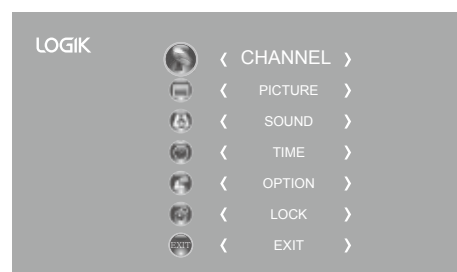 LOGIK
CHANNEL
PICTURE
SOUND
TIME
OPTION
LOCK
EXIT EXIT